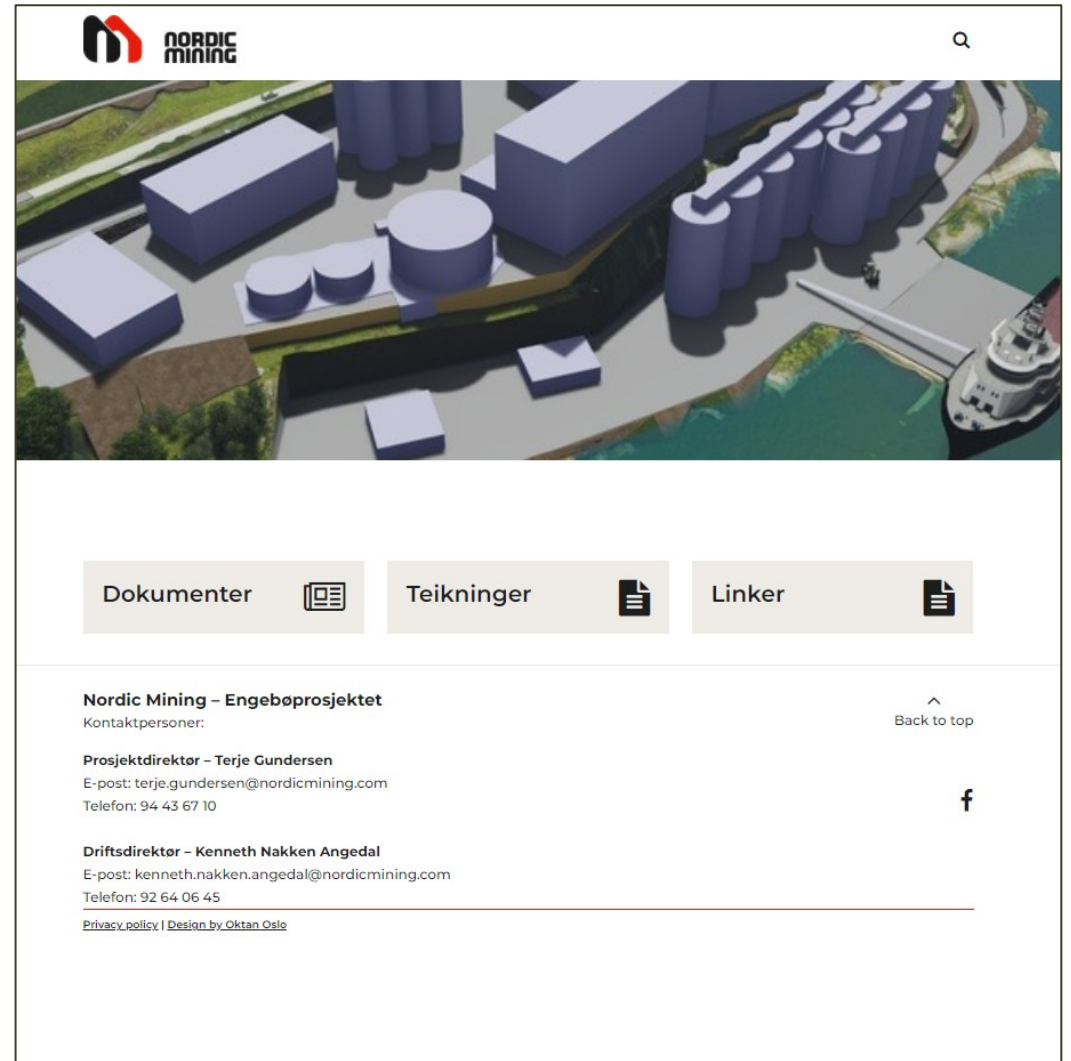 NORDIC
MINING
Dokumenter
Teikninger
Linker
Nordic Mining – Engebøprosjektet
Kontaktpersoner:
Back to top
Prosjektdirektør – Terje Gundersen
E-post: terje.gundersen@nordicmining.com
Telefon: 94 43 67 10
Driftsdirektør – Kenneth Nakken Angedal
E-post: kenneth.nakken.angedal@nordicmining.com
Telefon: 92 64 06 45
Privacy policy | Design by Oktan Oslo